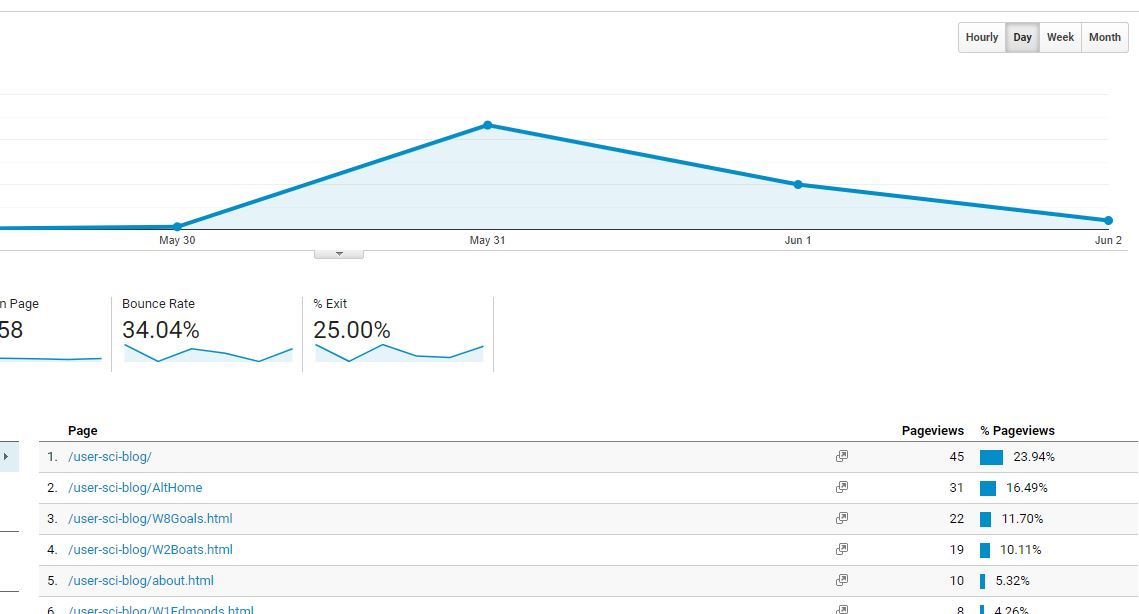 Hourly Day Week Month
May 30 May 31 Jun 1 Jun 2
n Page Bounce Rate % Exit
58 34.04% 25.00%
Page Pageviews % Pageviews
1. /user-sci-blog/ 45 23.94%
2. /user-sci-blog/AltHome 31 16.49%
3. /user-sci-blog/W8Goals.html 22 11.70%
4. /user-sci-blog/W2Boats.html 19 10.11%
5. /user-sci-blog/about.html 10 5.32%
6. /user-sci-blog/W1Edmonds.html 8 4.26%